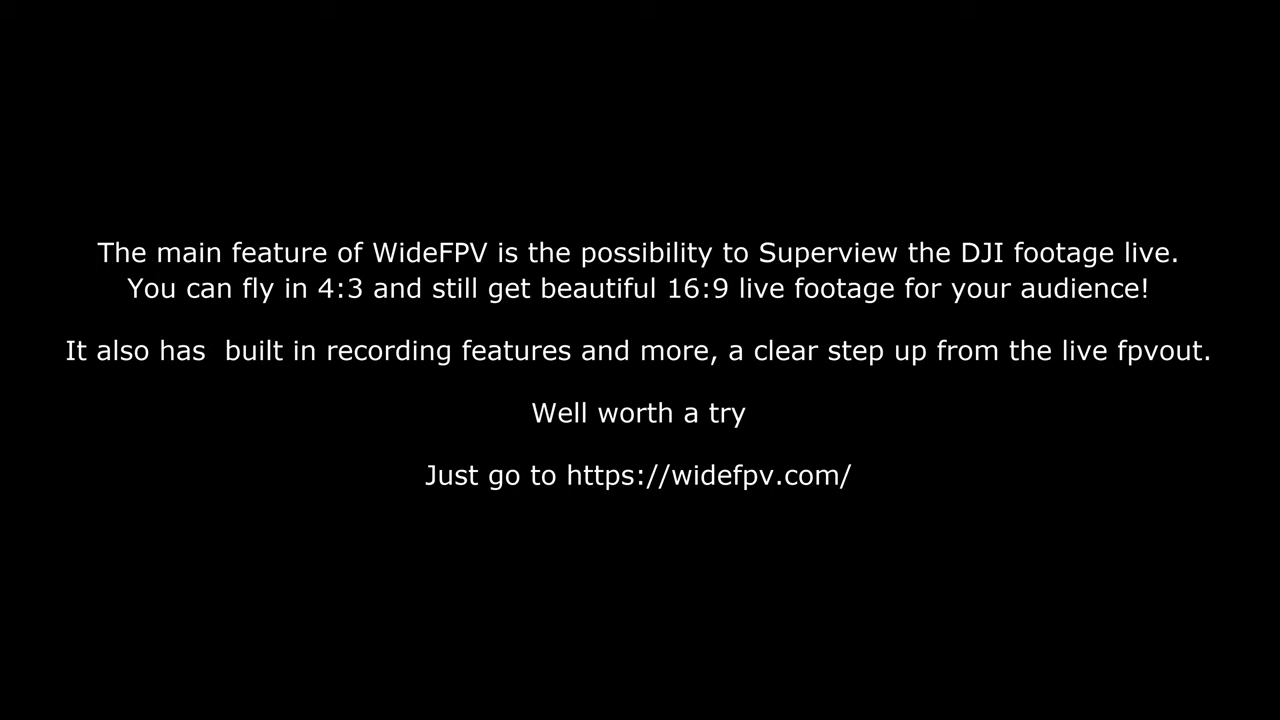 The main feature of WideFPV is the possibility to Superview the DJI footage live.
You can fly in 4:3 and still get beautiful 16:9 live footage for your audience!
It also has  built in recording features and more, a clear step up from the live fpvout.
Well worth a try
Just go to https://widefpv.com/